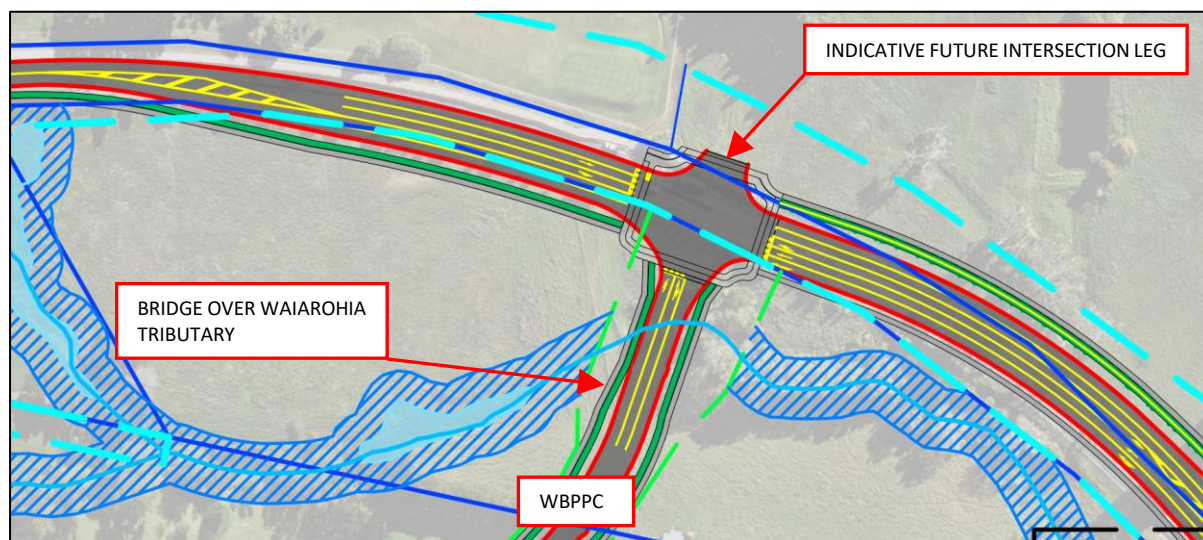 INDICATIVE FUTURE INTERSECTION LEG
BRIDGE OVER WAIAROHIA
TRIBUTARY
WBPPC